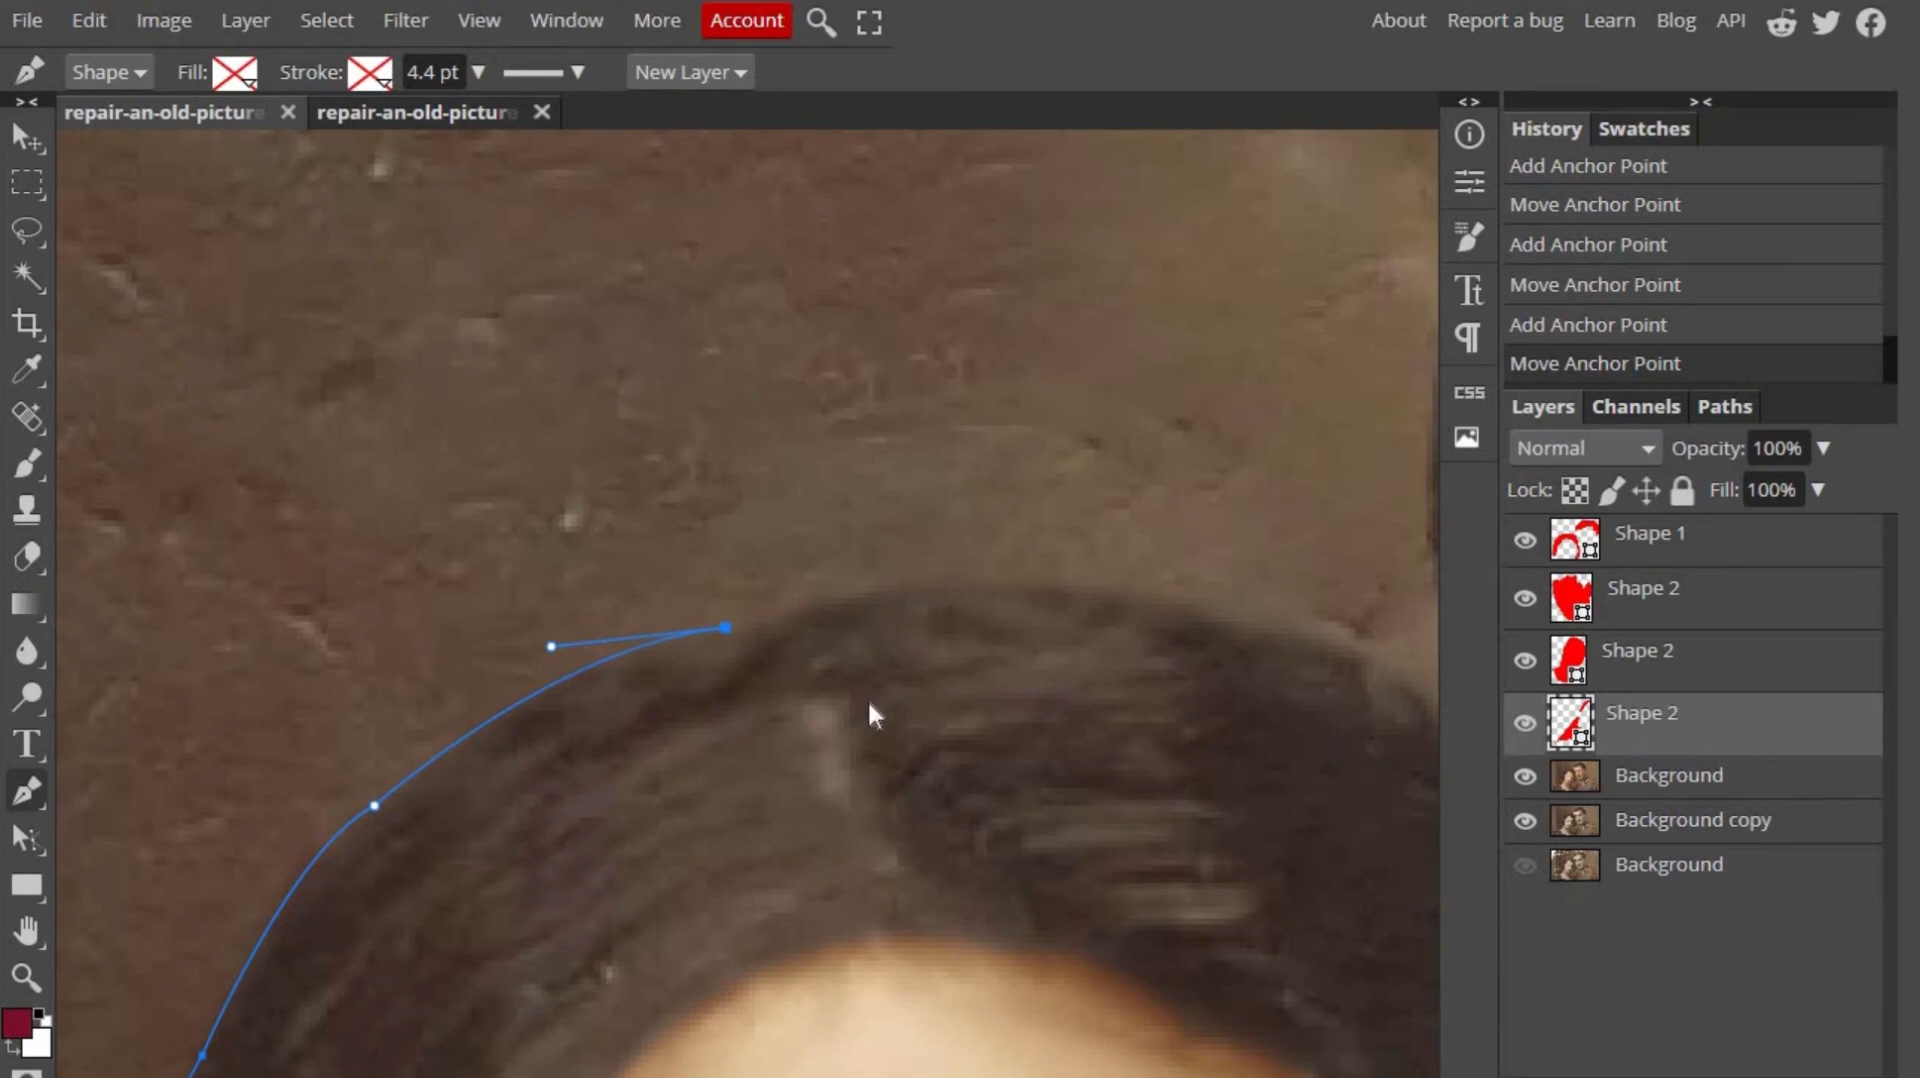 File Edit Image Layer Select Filter View Window More Account About Report a bug Learn Blog API
Shape Fill: Stroke: 4.4 pt New Layer
repair-an-old-picture repair-an-old-picture
History Swatches
Add Anchor Point
Move Anchor Point
Add Anchor Point
Move Anchor Point
Add Anchor Point
Move Anchor Point
CSS
Layers Channels Paths
Normal Opacity: 100%
Lock: Fill: 100%
Shape 1
Shape 2
Shape 2
Shape 2
Background
Background copy
Background